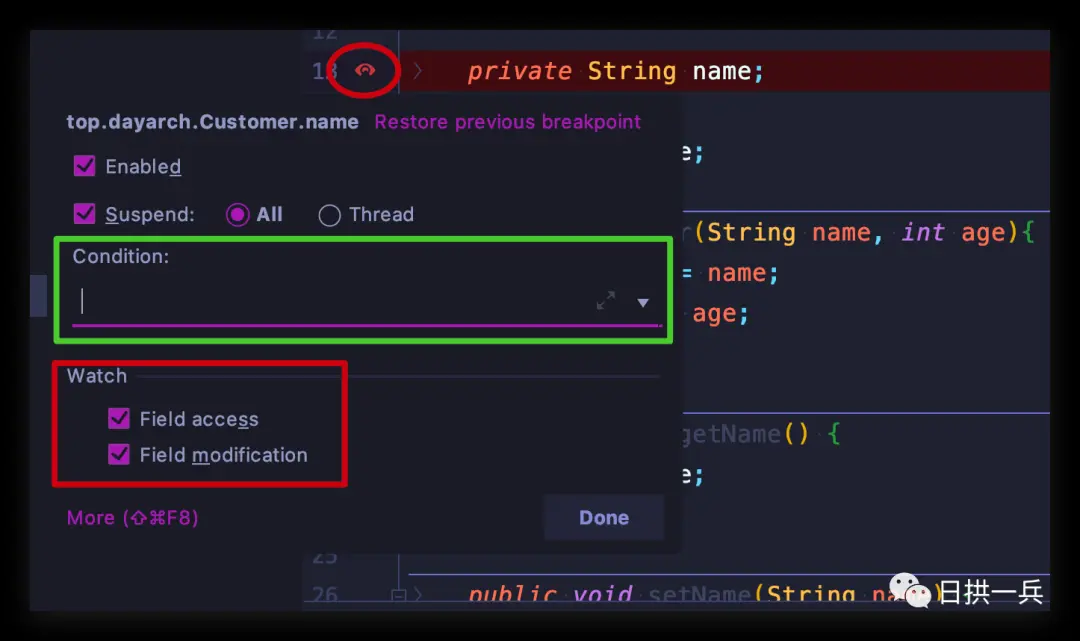 12
13 private String name;
top.dayarch.Customer.name Restore previous breakpoint
Enabled
e;
Suspend: All Thread
r(String name, int age){
Condition:
= name;
age;
Watch
Field access
getName() {
Field modification
e;
More (⇧⌘F8)
Done
25
26 public void setName(String na )
日拱一兵